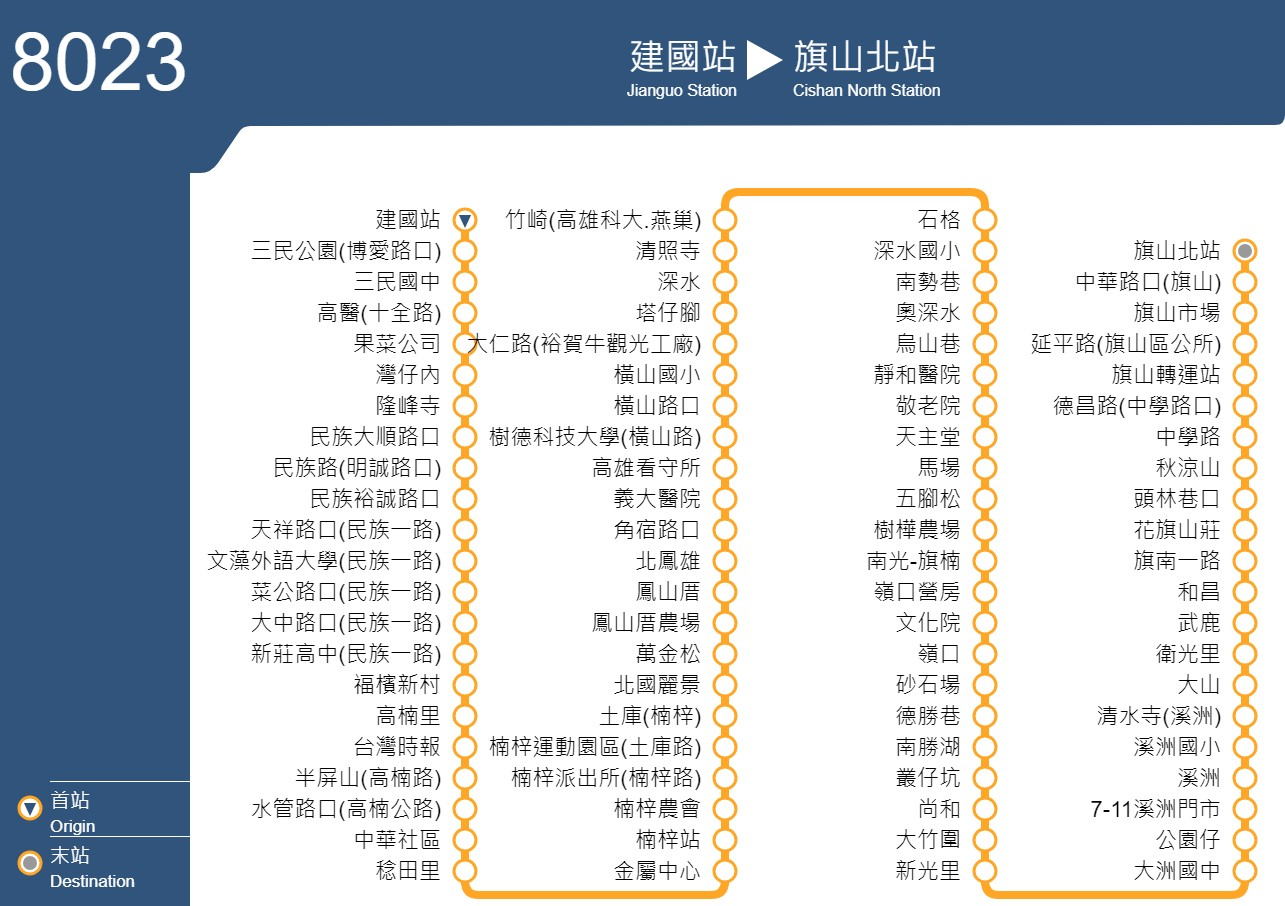 8023
建國站 旗山北站
Jianguo Station Cishan North Station
建國站
三民公園(博愛路口)
三民國中
高醫(十全路)
果菜公司
灣仔內
隆峰寺
民族大順路口
民族路(明誠路口)
民族裕誠路口
天祥路口(民族一路)
文藻外語大學(民族一路)
菜公路口(民族一路)
大中路口(民族一路)
新莊高中(民族一路)
福檳新村
高楠里
台灣時報
半屏山(高楠路)
水管路口(高楠公路)
中華社區
稔田里
竹崎(高雄科大.燕巢)
清照寺
深水
塔仔腳
大仁路(裕賀牛觀光工廠)
橫山國小
橫山路口
樹德科技大學(橫山路)
高雄看守所
義大醫院
角宿路口
北鳳雄
鳳山厝
鳳山厝農場
萬金松
北國麗景
土庫(楠梓)
楠梓運動園區(土庫路)
楠梓派出所(楠梓路)
楠梓農會
楠梓站
金屬中心
石格
深水國小
南勢巷
奧深水
烏山巷
靜和醫院
敬老院
天主堂
馬場
五腳松
樹樺農場
南光-旗楠
嶺口營房
文化院
嶺口
砂石場
德勝巷
南勝湖
叢仔坑
尚和
大竹圍
新光里
旗山北站
中華路口(旗山)
旗山市場
延平路(旗山區公所)
旗山轉運站
德昌路(中學路口)
中學路
秋涼山
頭林巷口
花旗山莊
旗南一路
和昌
武鹿
衛光里
大山
清水寺(溪洲)
溪洲國小
溪洲
7-11溪洲門市
公園仔
大洲國中
首站
Origin
末站
Destination